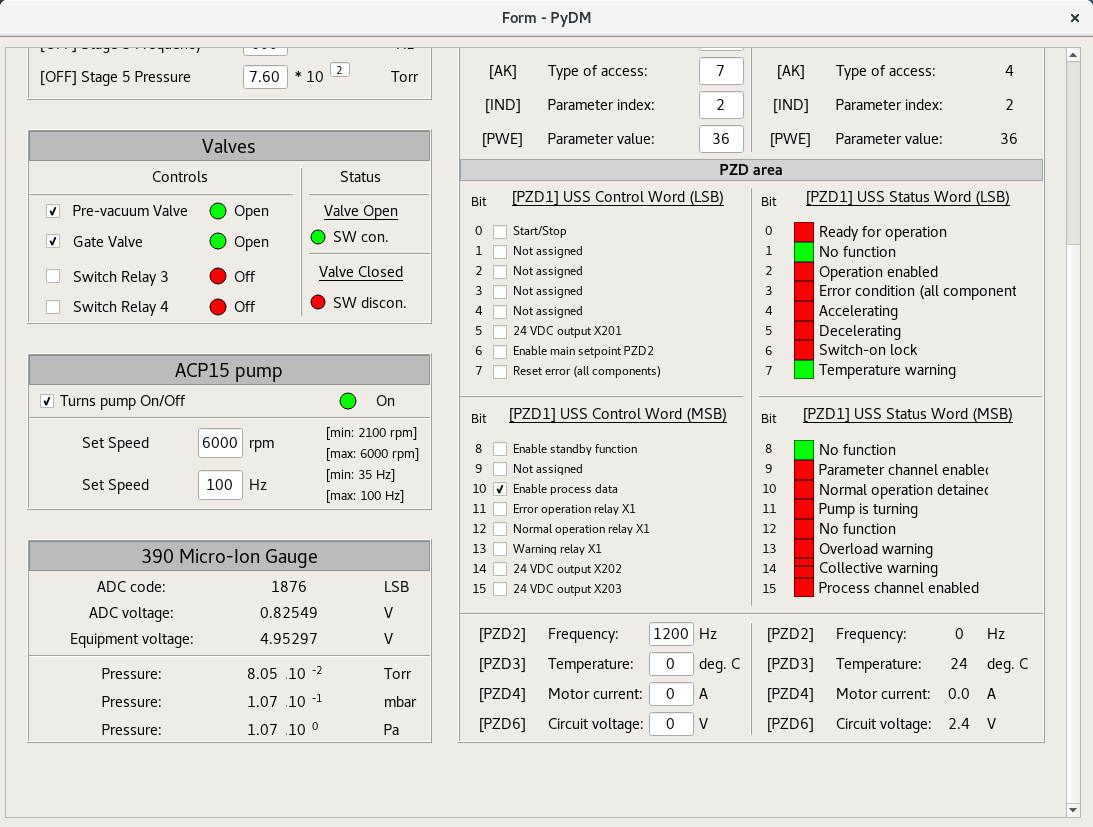 Form - PyDM
[OFF] Stage 5 Pressure 7.60 * 10 2 Torr
Valves
Controls Status
Pre-vacuum Valve Open
Gate Valve Open
Switch Relay 3 Off
Switch Relay 4 Off
Valve Open
SW con.
Valve Closed
SW discon.
ACP15 pump
Turns pump On/Off On
Set Speed 6000 rpm
Set Speed 100 Hz
[min: 2100 rpm]
[max: 6000 rpm]
[min: 35 Hz]
[max: 100 Hz]
390 Micro-Ion Gauge
ADC code: 1876 LSB
ADC voltage: 0.82549 V
Equipment voltage: 4.95297 V
Pressure: 8.05 .10 -2 Torr
Pressure: 1.07 .10 -1 mbar
Pressure: 1.07 .10 0 Pa
[AK] Type of access: 7 [AK] Type of access: 4
[IND] Parameter index: 2 [IND] Parameter index: 2
[PWE] Parameter value: 36 [PWE] Parameter value: 36
PZD area
Bit [PZD1] USS Control Word (LSB)
0 Start/Stop
1 Not assigned
2 Not assigned
3 Not assigned
4 Not assigned
5 24 VDC output X201
6 Enable main setpoint PZD2
7 Reset error (all components)
Bit [PZD1] USS Status Word (LSB)
0 Ready for operation
1 No function
2 Operation enabled
3 Error condition (all component
4 Accelerating
5 Decelerating
6 Switch-on lock
7 Temperature warning
Bit [PZD1] USS Control Word (MSB)
8 Enable standby function
9 Not assigned
10 Enable process data
11 Error operation relay X1
12 Normal operation relay X1
13 Warning relay X1
14 24 VDC output X202
15 24 VDC output X203
Bit [PZD1] USS Status Word (MSB)
8 No function
9 Parameter channel enabled
10 Normal operation detained
11 Pump is turning
12 No function
13 Overload warning
14 Collective warning
15 Process channel enabled
[PZD2] Frequency: 1200 Hz
[PZD3] Temperature: 0 deg. C
[PZD4] Motor current: 0 A
[PZD6] Circuit voltage: 0 V
[PZD2] Frequency: 0 Hz
[PZD3] Temperature: 24 deg. C
[PZD4] Motor current: 0.0 A
[PZD6] Circuit voltage: 2.4 V